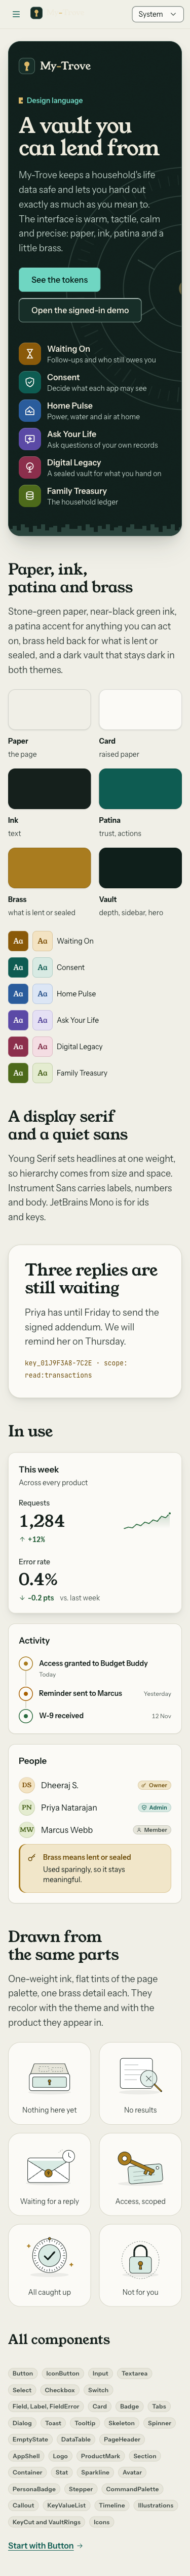 System
My-Trove
Design language
A vault you
can lend from
My-Trove keeps a household's life
data safe and lets you hand out
exactly as much as you mean to.
The interface is warm, tactile, calm
and precise: paper, ink, patina and a
little brass.
See the tokens
Open the signed-in demo
Waiting On
Follow-ups and who still owes you
Consent
Decide what each app may see
Home Pulse
Power, water and air at home
Ask Your Life
Ask questions of your own records
Digital Legacy
A sealed vault for what you hand on
Family Treasury
The household ledger
Paper, ink,
patina and brass
Stone-green paper, near-black green ink,
a patina accent for anything you can act
on, brass held back for what is lent or
sealed, and a dark vault that stays dark in
both themes.
Paper
the page
Card
raised paper
Ink
text
Patina
trust, actions
Brass
what is lent or sealed
Vault
depth, sidebar, hero
Aa Aa Waiting On
Aa Aa Consent
Aa Aa Home Pulse
Aa Aa Ask Your Life
Aa Aa Digital Legacy
Aa Aa Family Treasury
A display serif
and a quiet sans
Young Serif sets headlines at one weight,
so hierarchy comes from size and space.
Instrument Sans carries labels, numbers
and body. JetBrains Mono is for ids
and keys.
Three replies are
still waiting
Priya has until Friday to send the
signed addendum. We will
remind her on Thursday.
key_01J9F3A8-7C2E · scope:
read:transactions
In use
This week
Across every product
Requests
1,284
↑ +12%
Error rate
0.4%
↓ -0.2 pts vs. last week
Activity
Access granted to Budget Buddy
Today
Reminder sent to Marcus Yesterday
W-9 received 12 Nov
People
DS Dheeraj S. Owner
PN Priya Natarajan Admin
MW Marcus Webb Member
Brass means lent or sealed
Used sparingly, so it stays
meaningful.
Drawn from
the same parts
One-weight ink, flat tints of the page
palette, one brass detail each. They
recolor with the theme and with the
product they appear in.
Nothing here yet
No results
Waiting for a reply
Access, scoped
All caught up
Not for you
All components
Button IconButton Input Textarea
Select Checkbox Switch
Field, Label, FieldError Card Badge Tabs
Dialog Toast Tooltip Skeleton Spinner
EmptyState DataTable PageHeader
AppShell Logo ProductMark Section
Container Stat Sparkline Avatar
PersonaBadge Stepper CommandPalette
Callout KeyValueList Timeline Illustrations
KeyCut and VaultRings Icons
Start with Button →